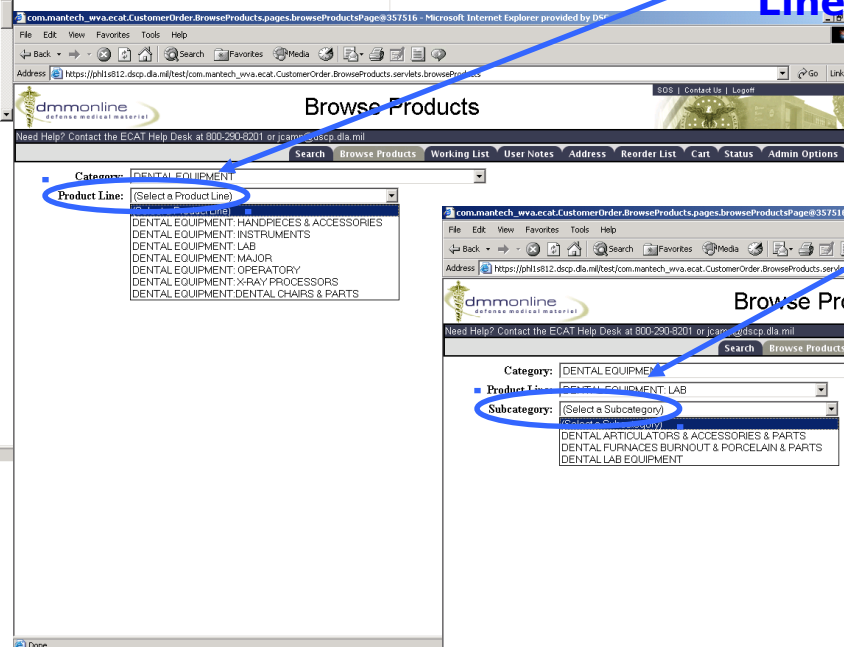 Line
com.mantech_wva.ecat.CustomerOrder.BrowseProducts.pages.browseProductsPage@357516 - Microsoft Internet Explorer provided by DSC
File Edit View Favorites Tools Help
Back Search Favorites Media
Address https://phl1s812.dscp.dla.mil/test/com.mantech_wva.ecat.CustomerOrder.BrowseProducts.servlets.browseProducts Go Link
dmmonline
defense medical materiel
Browse Products
SOS | Contact Us | Logoff
Need Help? Contact the ECAT Help Desk at 800-290-8201 or jcamp@dscp.dla.mil
Search Browse Products Working List User Notes Address Reorder List Cart Status Admin Options
Category: DENTAL EQUIPMENT
Product Line: (Select a Product Line)
(Select a Product Line)
DENTAL EQUIPMENT: HANDPIECES & ACCESSORIES
DENTAL EQUIPMENT: INSTRUMENTS
DENTAL EQUIPMENT: LAB
DENTAL EQUIPMENT: MAJOR
DENTAL EQUIPMENT: OPERATORY
DENTAL EQUIPMENT: X-RAY PROCESSORS
DENTAL EQUIPMENT:DENTAL CHAIRS & PARTS
Done
com.mantech_wva.ecat.CustomerOrder.BrowseProducts.pages.browseProductsPage@35751
File Edit View Favorites Tools Help
Back Search Favorites Media
Address https://phl1s812.dscp.dla.mil/test/com.mantech_wva.ecat.CustomerOrder.BrowseProducts.servle
dmmonline
defense medical materiel
Browse Pro
Need Help? Contact the ECAT Help Desk at 800-290-8201 or jcamp@dscp.dla.mil
Search Browse Products
Category: DENTAL EQUIPMEN
Product Line: DENTAL EQUIPMENT: LAB
Subcategory: (Select a Subcategory)
(Select a Subcategory)
DENTAL ARTICULATORS & ACCESSORIES & PARTS
DENTAL FURNACES BURNOUT & PORCELAIN & PARTS
DENTAL LAB EQUIPMENT